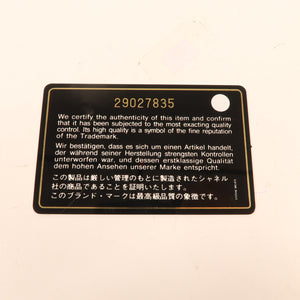 29027835
We certify the authenticity of this item and confirm
that it has been subjected to the most exacting quality
control. Its high quality is a symbol of the fine reputation
of the Trademark.
Wir bestätigen, dass es sich um einen Artikel handelt,
der während seiner Herstellung strengsten Kontrollen
unterworfen war, und dessen erstklassige Qualität
dem hohen Ansehen unserer Marke entspricht.
この製品は厳しい管理のもとに製造されたシャネル
社の商品であることを証明いたします。
このブランド・マークは最高級品質の象徴です。